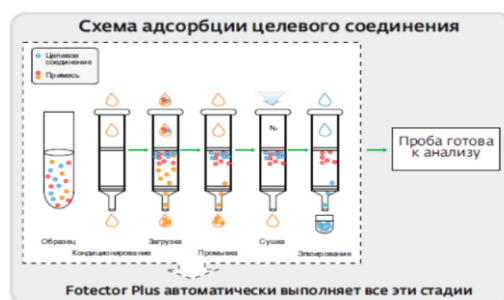 Схема адсорбции целевого соединения
Целевое
соединение
Примесь
N₂
Проба готова
к анализу
Образец
Кондиционирование
Загрузка
Промывка
Сушка
Элюирование
Fotector Plus автоматически выполняет все эти стадии